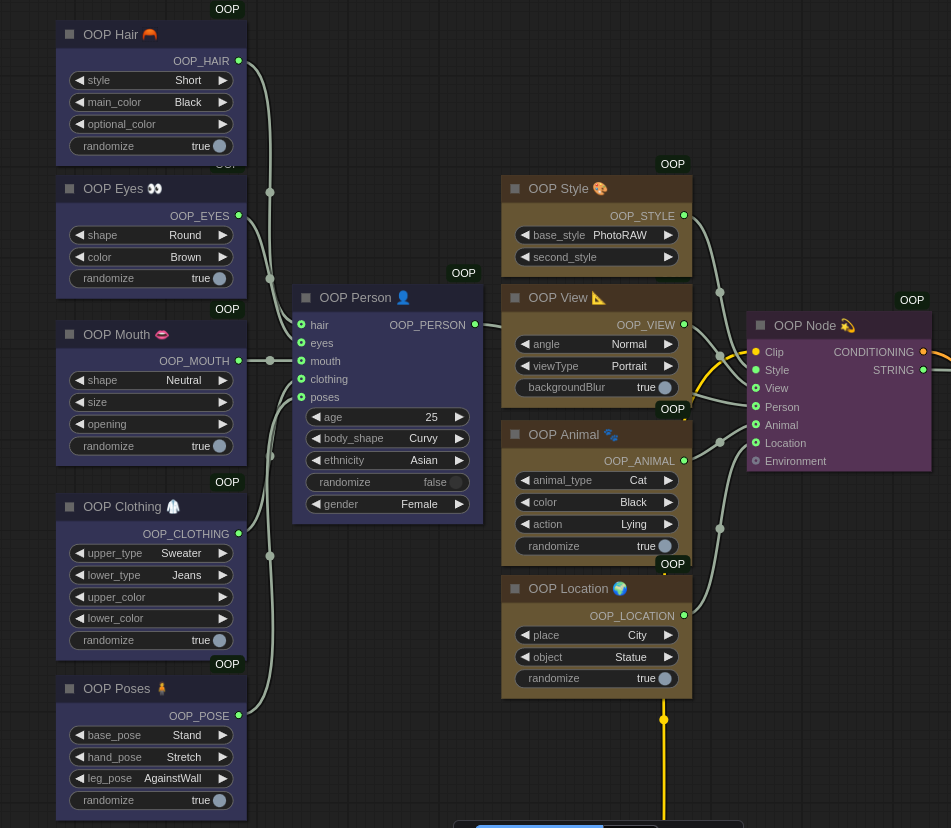 OOP
OOP Hair
OOP_HAIR
style Short
main_color Black
optional_color
randomize true
OOP Eyes
OOP_EYES
shape Round
color Brown
randomize true
OOP
OOP Mouth
OOP_MOUTH
shape Neutral
size
opening
randomize true
OOP
OOP Clothing
OOP_CLOTHING
upper_type Sweater
lower_type Jeans
upper_color
lower_color
randomize true
OOP
OOP Poses
OOP_POSE
base_pose Stand
hand_pose Stretch
leg_pose AgainstWall
randomize true
OOP
OOP Person
hair OOP_PERSON
eyes
mouth
clothing
poses
age 25
body_shape Curvy
ethnicity Asian
randomize false
gender Female
OOP
OOP Style
OOP_STYLE
base_style PhotoRAW
second_style
OOP View
OOP_VIEW
angle Normal
viewType Portrait
backgroundBlur true
OOP
OOP Animal
OOP_ANIMAL
animal_type Cat
color Black
action Lying
randomize true
OOP
OOP Location
OOP_LOCATION
place City
object Statue
randomize true
OOP
OOP Node
Clip CONDITIONING
Style STRING
View
Person
Animal
Location
Environment